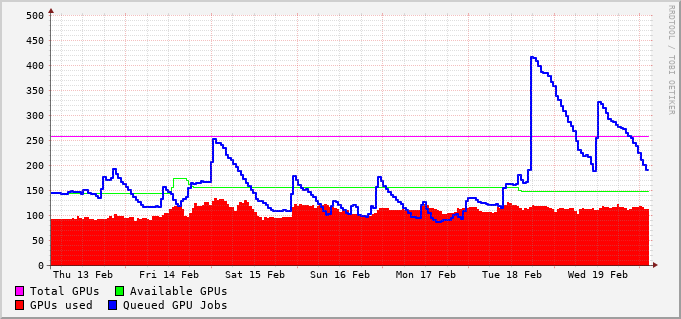 500
450
400
350
300
250
200
150
100
50
0
Thu 13 Feb Fri 14 Feb Sat 15 Feb Sun 16 Feb Mon 17 Feb Tue 18 Feb Wed 19 Feb
Total GPUs Available GPUs
GPUs used Queued GPU Jobs
RRDTOOL / TOBI OETIKER